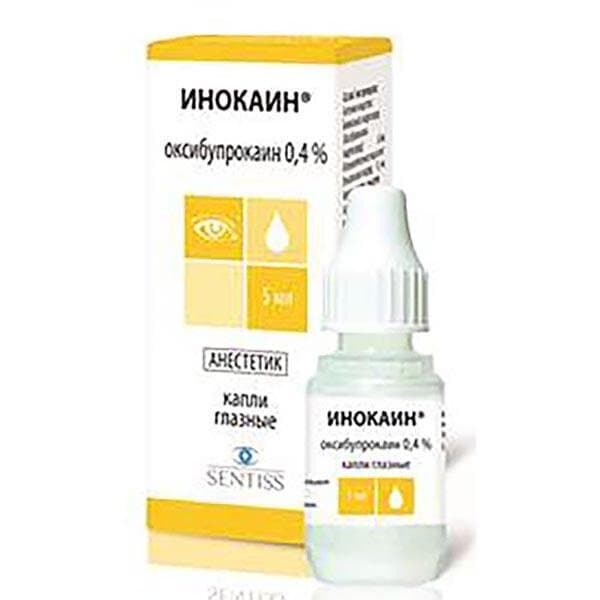 ИНОКАИН®
оксибупрокаин 0,4 %
5 мл
АНЕСТЕТИК
капли
глазные
SENTISS
ИНОКАИН®
оксибупрокаин 0,4 %
капли глазные
5 мл